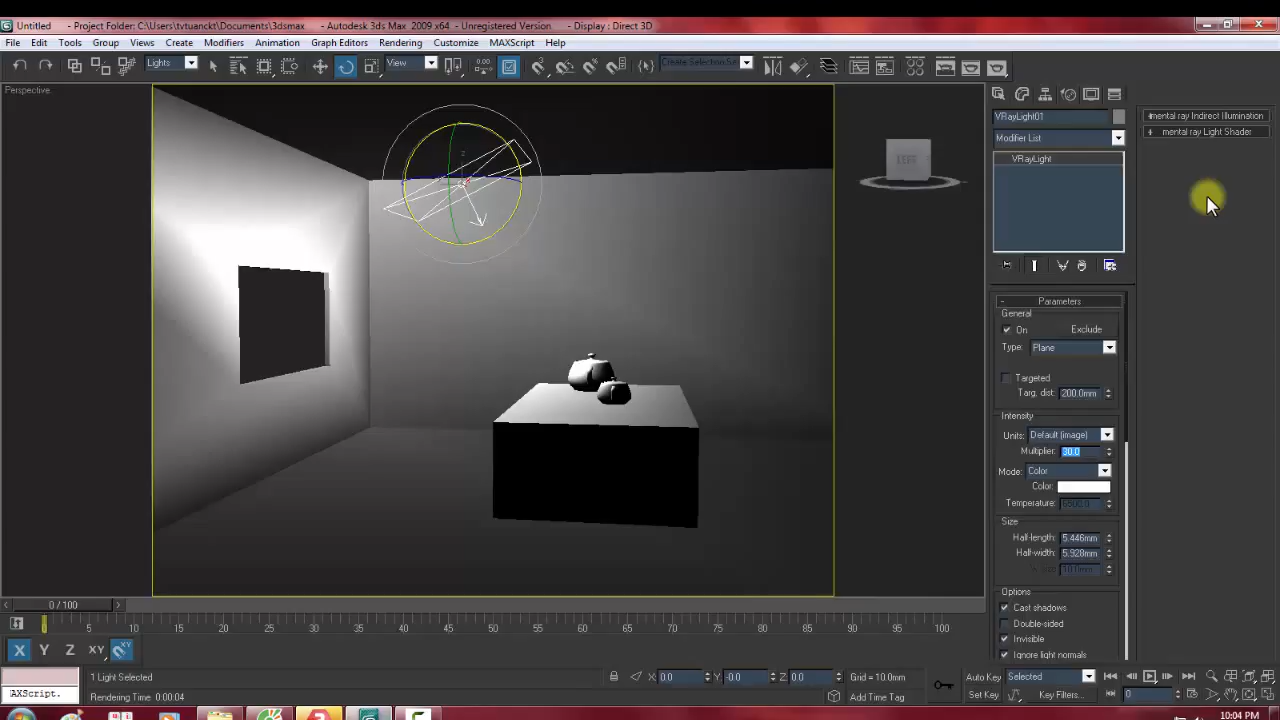 Untitled - Project Folder: C:\Users\tvtuanckt\Documents\3dsmax - Autodesk 3ds Max 2009 x64 - Unregistered Version - Display : Direct 3D
File Edit Tools Group Views Create Modifiers Animation Graph Editors Rendering Customize MAXScript Help
Lights
View
Create Selection Se
Perspective
VRayLight01
Modifier List
VRayLight
mental ray Indirect Illumination
+ mental ray Light Shader
- Parameters
General
On Exclude
Type: Plane
Targeted
Targ. dist: 200.0mm
Intensity
Units: Default (image)
Multiplier: 30.0
Mode: Color
Color:
Temperature: 6500.0
Size
Half-length: 5.446mm
Half-width: 5.928mm
Options
Cast shadows
Double-sided
Invisible
Ignore light normals
0 / 100
0 5 10 15 20 25 30 35 40 45 50 55 60 65 70 75 80 85 90 95 100
X Y Z XY
1 Light Selected
X: 0.0 Y: -0.0 Z: 0.0 Grid = 10.0mm
Auto Key Selected
AXScript.
Rendering Time 0:00:04
Add Time Tag
Set Key Key Filters...
0
10:04 PM